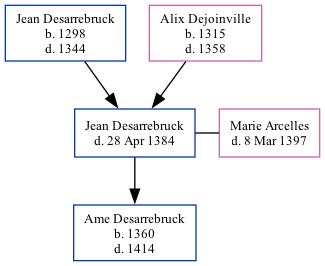 Jean Desarrebruck
b. 1298
d. 1344
Alix Dejoinville
b. 1315
d. 1358
Jean Desarrebruck
d. 28 Apr 1384
Marie Arcelles
d. 8 Mar 1397
Ame Desarrebruck
b. 1360
d. 1414